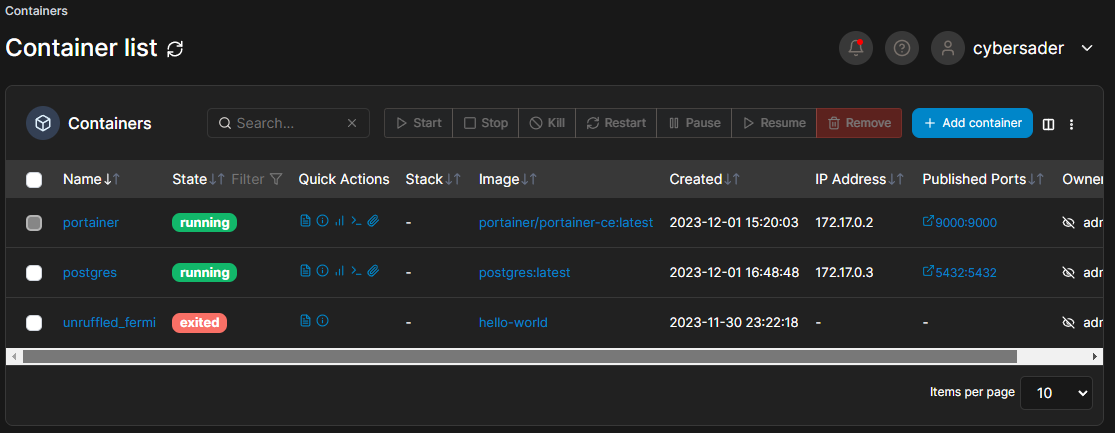 Containers
Container list
cybersader
Containers
Search...
Start
Stop
Kill
Restart
Pause
Resume
Remove
+ Add container
Name State Filter Quick Actions Stack Image Created IP Address Published Ports Owner
portainer running - portainer/portainer-ce:latest 2023-12-01 15:20:03 172.17.0.2 9000:9000 adm
postgres running - postgres:latest 2023-12-01 16:48:48 172.17.0.3 5432:5432 adm
unruffled_fermi exited - hello-world 2023-11-30 23:22:18 - - adm
Items per page 10